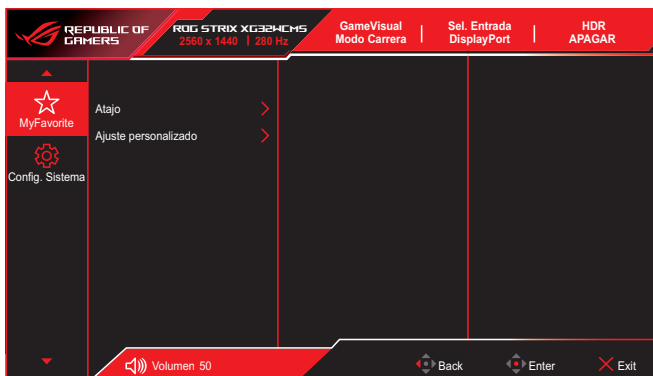 REPUBLIC OF
GAMERS
ROG STRIX XG32WCMS
2560 x 1440 | 280 Hz
GameVisual
Modo Carrera
Sel. Entrada
DisplayPort
HDR
APAGAR
MyFavorite
Config. Sistema
Atajo
Ajuste personalizado
Volumen 50
Back
Enter
Exit